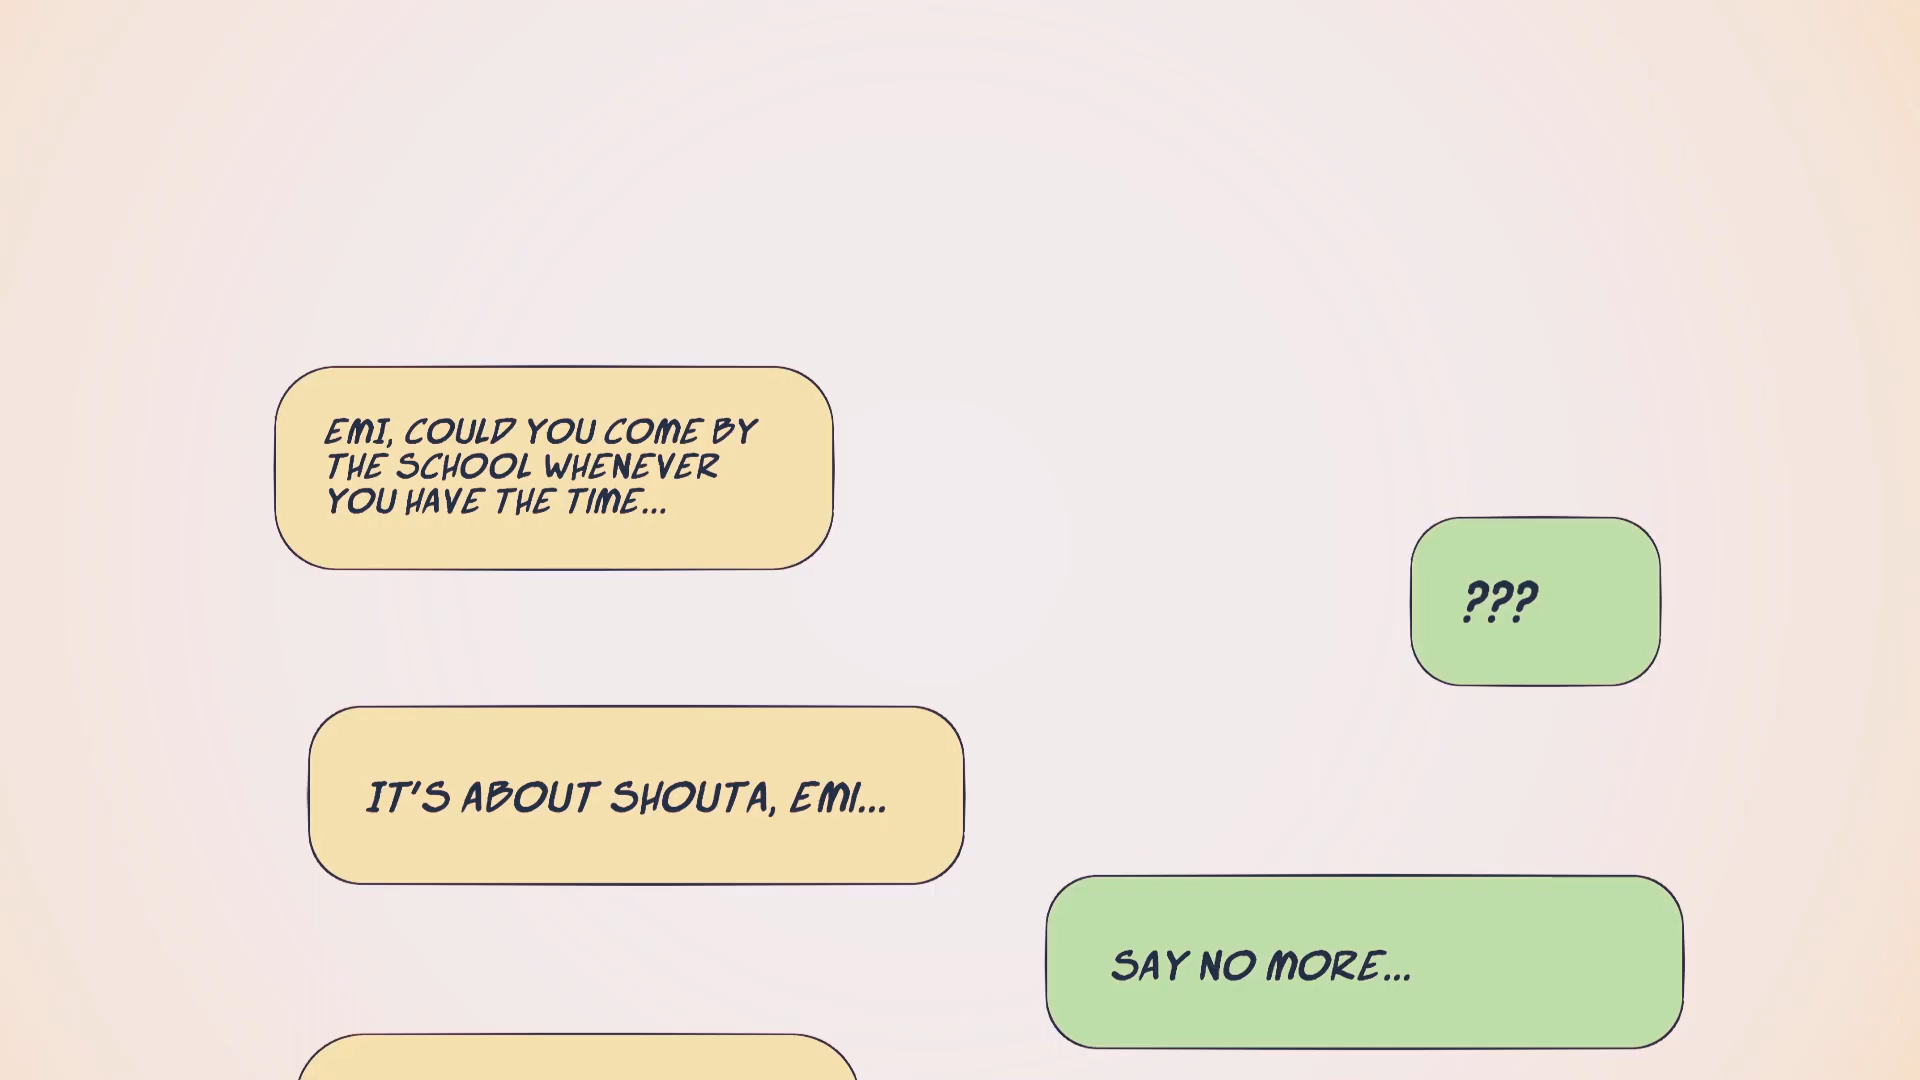 EMI, COULD YOU COME BY
THE SCHOOL WHENEVER
YOU HAVE THE TIME...
???
IT'S ABOUT SHOUTA, EMI...
SAY NO MORE...